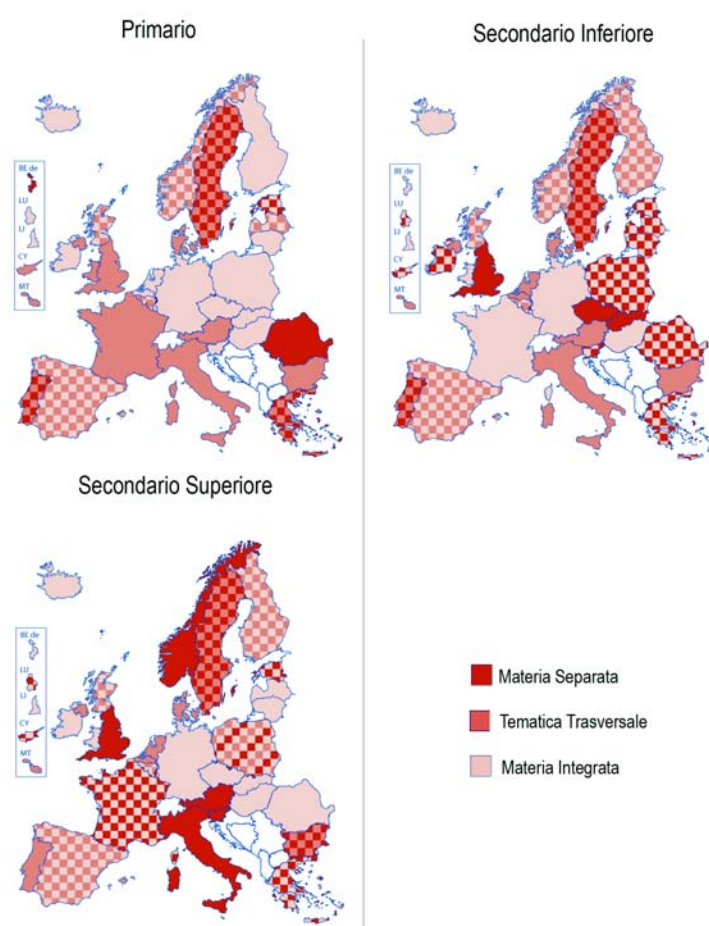 Primario
BE de
LU
LI
CY
MT
Secondario Inferiore
BE de
LU
LI
CY
MT
Secondario Superiore
BE de
LU
LI
CY
MT
Materia Separata
Tematica Trasversale
Materia Integrata